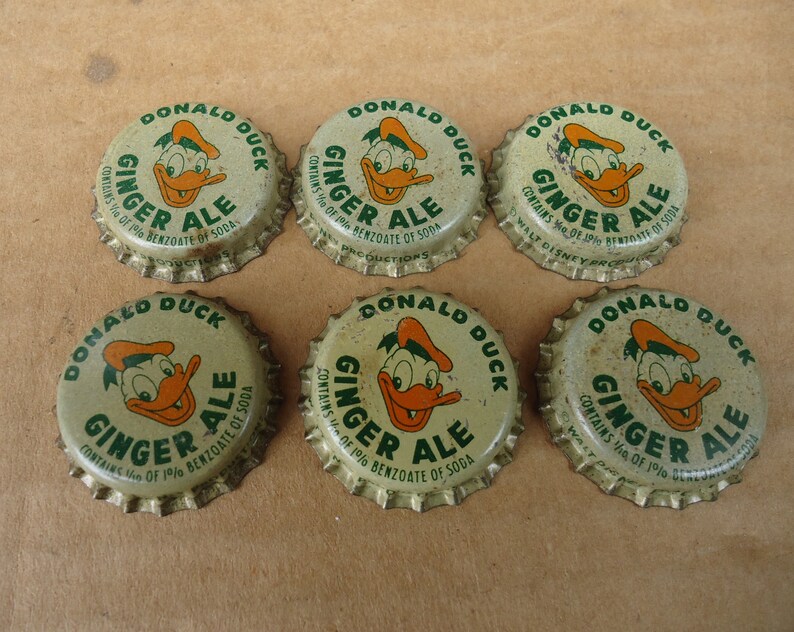 DONALD DUCK
GINGER ALE
CONTAINS 1/10 OF 1% BENZOATE OF SODA
PRODUCTIONS
DONALD DUCK
GINGER ALE
CONTAINS 1/10 OF 1% BENZOATE OF SODA
PRODUCTIONS
DONALD DUCK
GINGER ALE
CONTAINS 1/10 OF 1% BENZOATE OF SODA
© WALT DISNEY
DONALD DUCK
GINGER ALE
CONTAINS 1/10 OF 1% BENZOATE OF SODA
DONALD DUCK
GINGER ALE
CONTAINS 1/10 OF 1% BENZOATE OF SODA
DONALD DUCK
GINGER ALE
CONTAINS 1/10 OF 1% BENZOATE OF SODA
© WALT